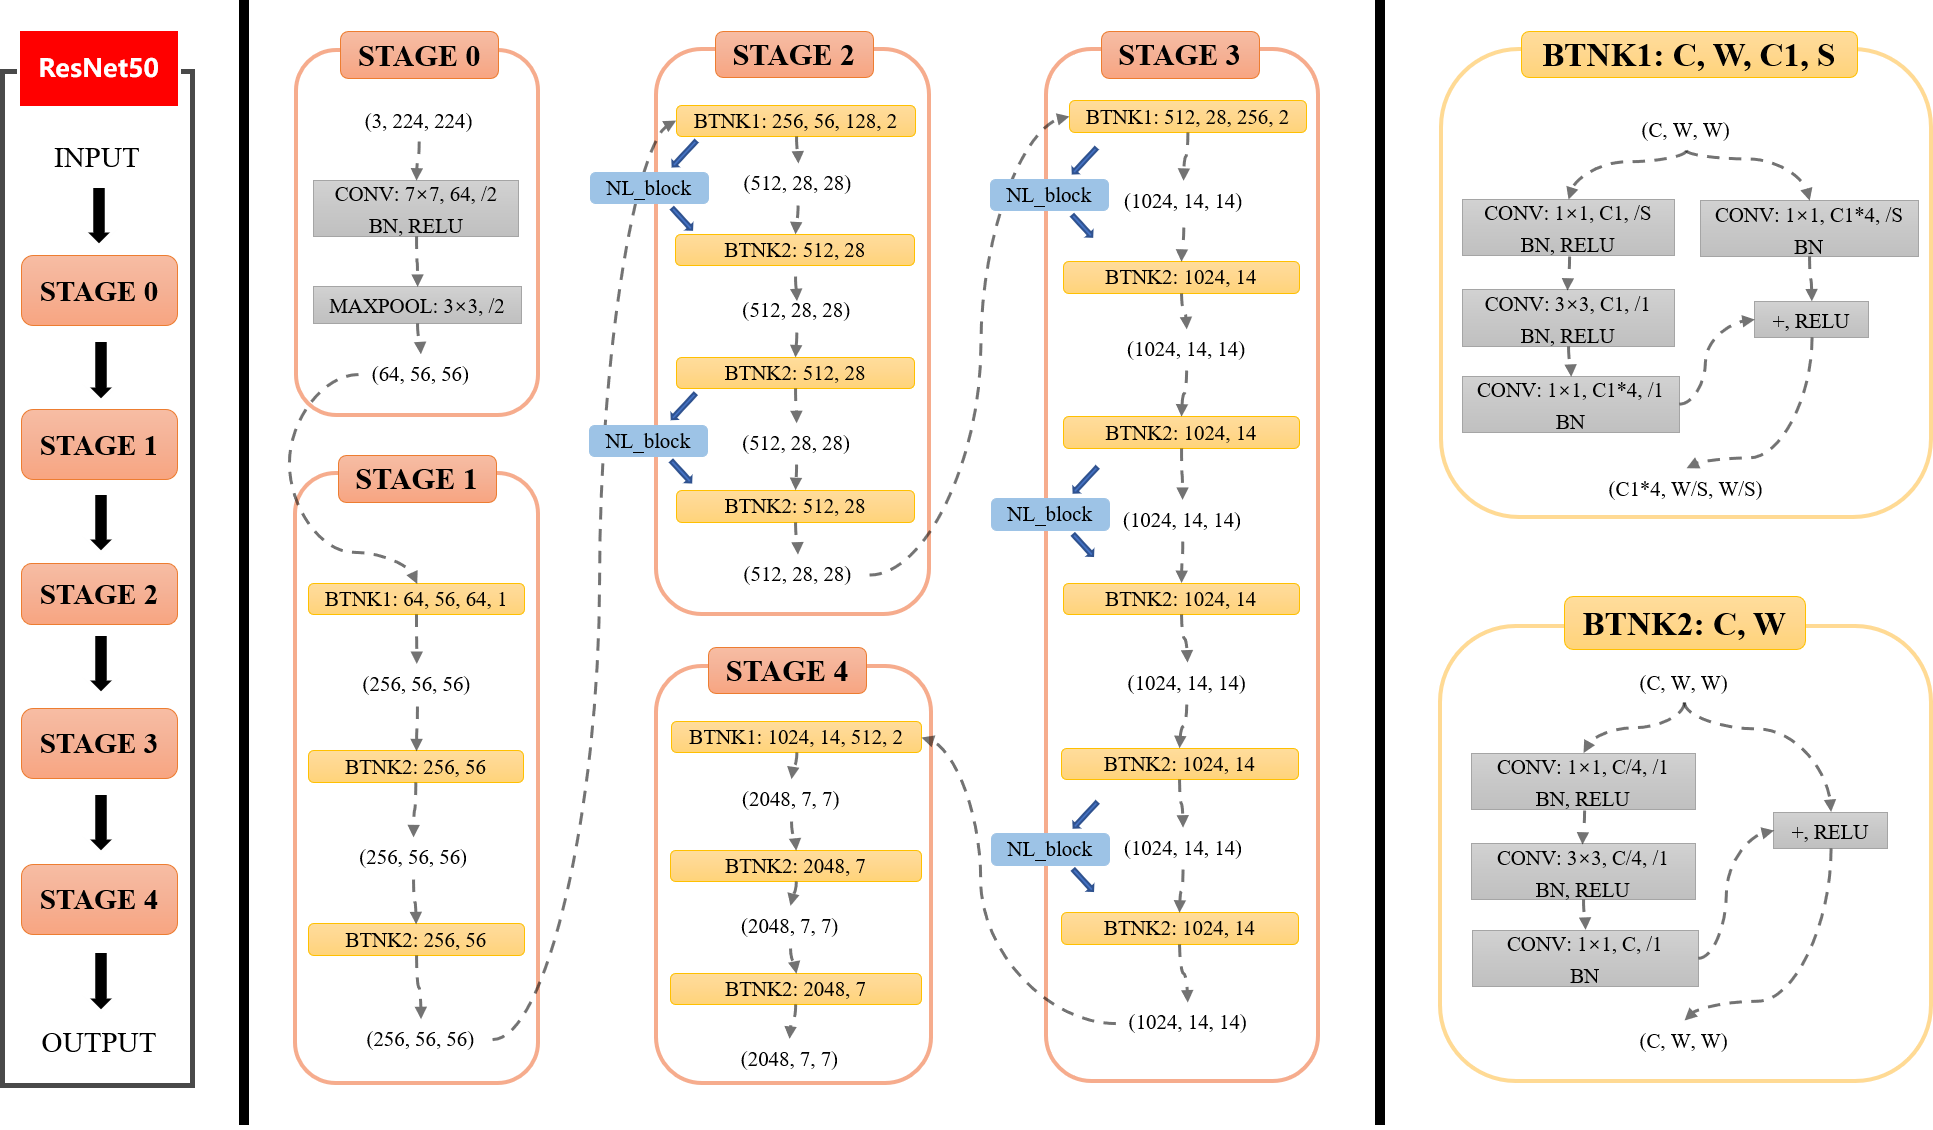 ResNet50
INPUT
STAGE 0
STAGE 1
STAGE 2
STAGE 3
STAGE 4
OUTPUT
STAGE 0
(3, 224, 224)
CONV: 7×7, 64, /2
BN, RELU
MAXPOOL: 3×3, /2
(64, 56, 56)
STAGE 1
BTNK1: 64, 56, 64, 1
(256, 56, 56)
BTNK2: 256, 56
(256, 56, 56)
BTNK2: 256, 56
(256, 56, 56)
STAGE 2
BTNK1: 256, 56, 128, 2
NL_block
(512, 28, 28)
BTNK2: 512, 28
(512, 28, 28)
BTNK2: 512, 28
NL_block
(512, 28, 28)
BTNK2: 512, 28
(512, 28, 28)
STAGE 3
BTNK1: 512, 28, 256, 2
NL_block
(1024, 14, 14)
BTNK2: 1024, 14
(1024, 14, 14)
BTNK2: 1024, 14
NL_block
(1024, 14, 14)
BTNK2: 1024, 14
(1024, 14, 14)
BTNK2: 1024, 14
NL_block
(1024, 14, 14)
BTNK2: 1024, 14
(1024, 14, 14)
STAGE 4
BTNK1: 1024, 14, 512, 2
(2048, 7, 7)
BTNK2: 2048, 7
(2048, 7, 7)
BTNK2: 2048, 7
(2048, 7, 7)
BTNK1: C, W, C1, S
(C, W, W)
CONV: 1×1, C1, /S
BN, RELU
CONV: 3×3, C1, /1
BN, RELU
CONV: 1×1, C1*4, /1
BN
CONV: 1×1, C1*4, /S
BN
+, RELU
(C1*4, W/S, W/S)
BTNK2: C, W
(C, W, W)
CONV: 1×1, C/4, /1
BN, RELU
CONV: 3×3, C/4, /1
BN, RELU
CONV: 1×1, C, /1
BN
+, RELU
(C, W, W)